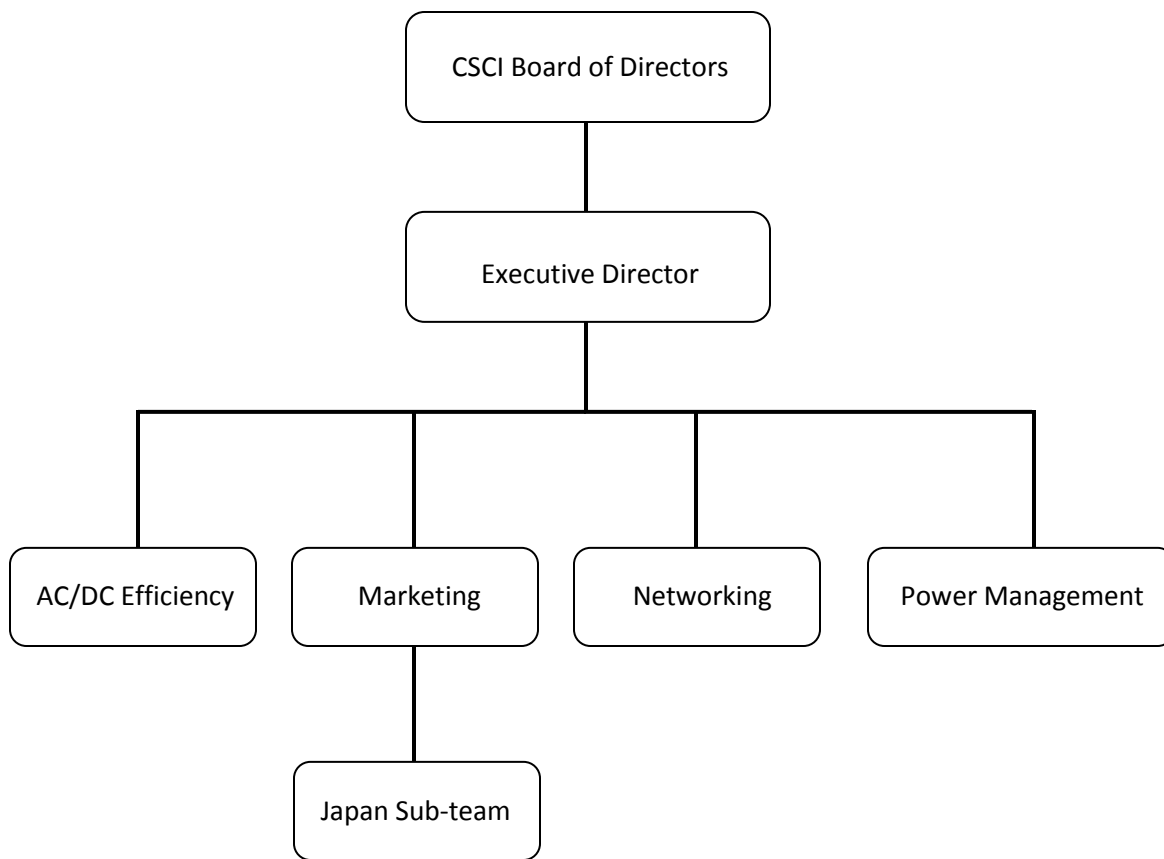 CSCI Board of Directors
Executive Director
AC/DC Efficiency
Marketing
Networking
Power Management
Japan Sub-team